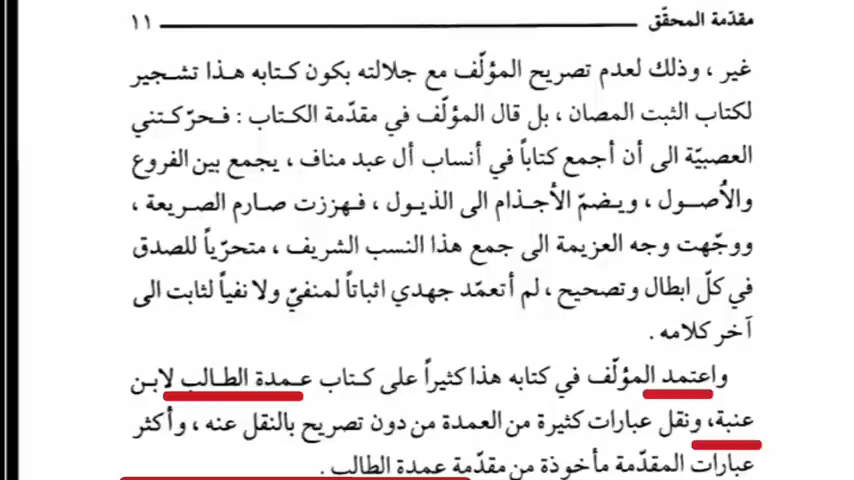 مقدّمة المحقّق ١١
غير ، وذلك لعدم تصريح المؤلّف مع جلالته بكون كتابه هذا تشجير
لكتاب الثبت المصان ، بل قال المؤلّف في مقدّمة الكتاب : فحرّكتني
العصبيّة الى أن أجمع كتاباً في أنساب أل عبد مناف ، يجمع بين الفروع
والأُصول ، ويضمّ الأجذام الى الذيول ، فهززت صارم الصريعة ،
ووجّهت وجه العزيمة الى جمع هذا النسب الشريف ، متحرّياً للصدق
في كلّ ابطال وتصحيح ، لم أتعمّد جهدي اثباتاً لمنفيّ ولا نفياً لثابت الى
آخر كلامه .
واعتمد المؤلّف في كتابه هذا كثيراً على كتاب عمدة الطالب لابن
عنبة، ونقل عبارات كثيرة من العمدة من دون تصريح بالنقل عنه ، وأكثر
عبارات المقدّمة مأخوذة من مقدّمة عمدة الطالب .